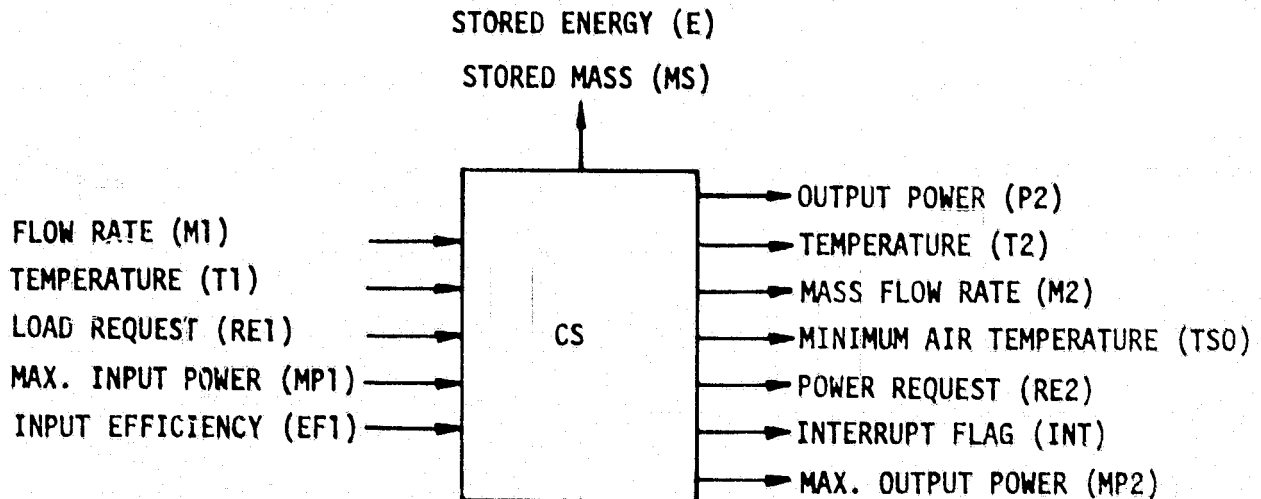 STORED ENERGY (E)
STORED MASS (MS)
FLOW RATE (M1)
TEMPERATURE (T1)
LOAD REQUEST (RE1)
MAX. INPUT POWER (MP1)
INPUT EFFICIENCY (EF1)
CS
OUTPUT POWER (P2)
TEMPERATURE (T2)
MASS FLOW RATE (M2)
MINIMUM AIR TEMPERATURE (TSO)
POWER REQUEST (RE2)
INTERRUPT FLAG (INT)
MAX. OUTPUT POWER (MP2)